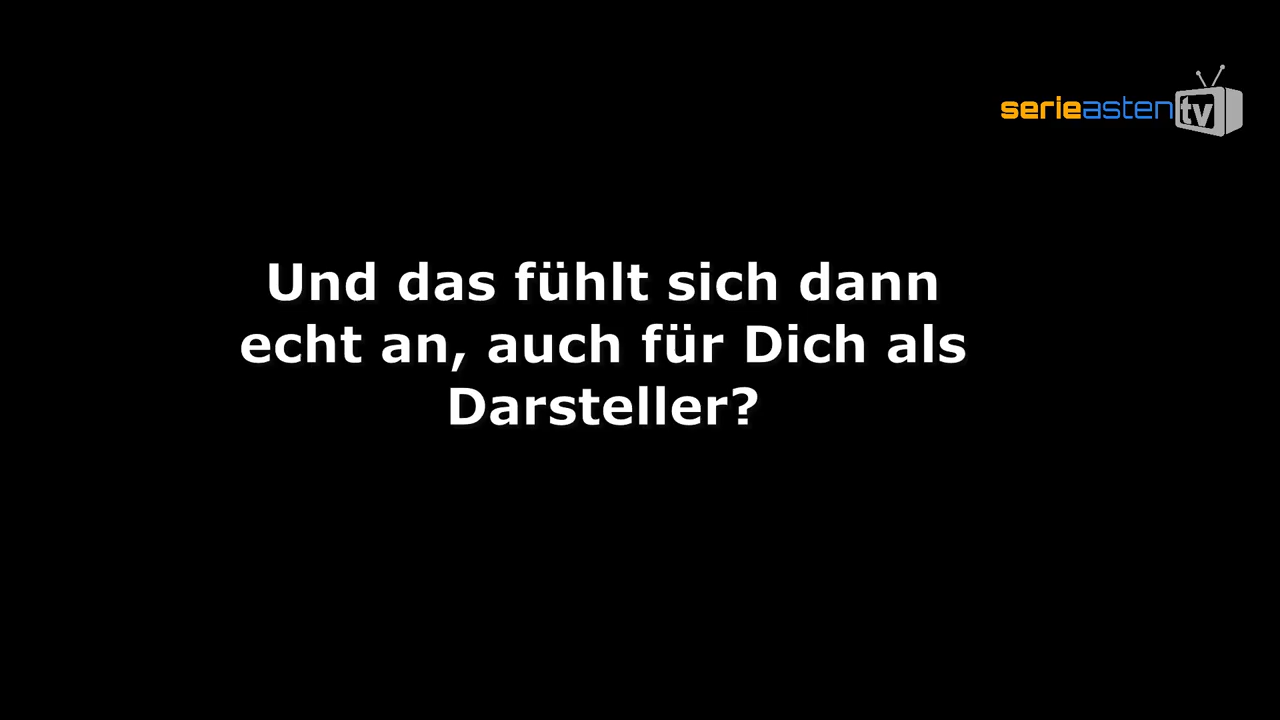 serieasten tv
Und das fühlt sich dann
echt an, auch für Dich als
Darsteller?